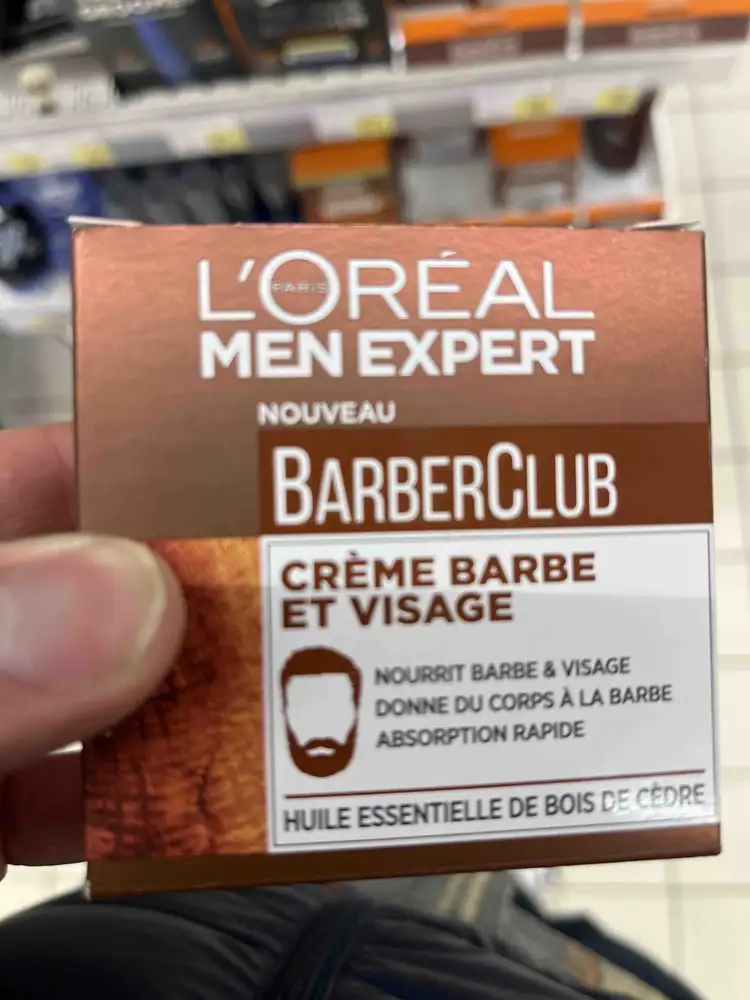 L'ORÉAL
PARIS
MEN EXPERT
NOUVEAU
BARBERCLUB
CRÈME BARBE
ET VISAGE
NOURRIT BARBE & VISAGE
DONNE DU CORPS À LA BARBE
ABSORPTION RAPIDE
HUILE ESSENTIELLE DE BOIS DE CÈDRE